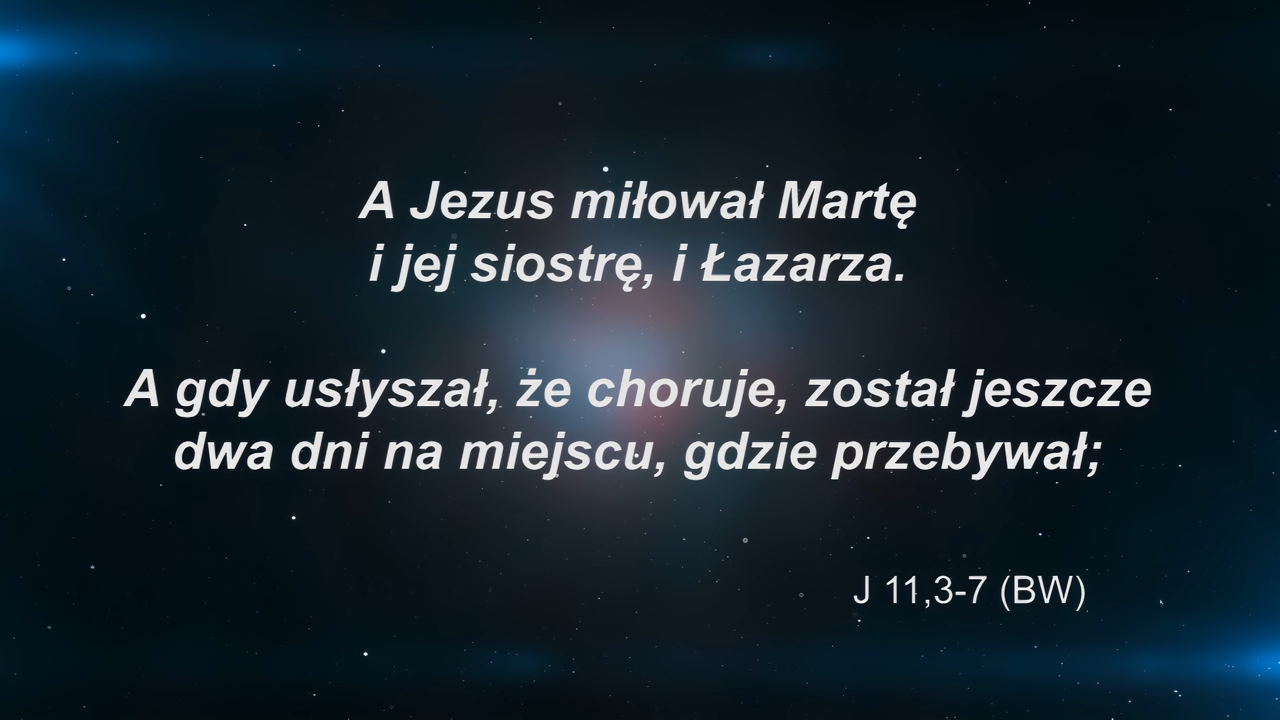 A Jezus miłował Martę
i jej siostrę, i Łazarza.
A gdy usłyszał, że choruje, został jeszcze
dwa dni na miejscu, gdzie przebywał;
J 11,3-7 (BW)